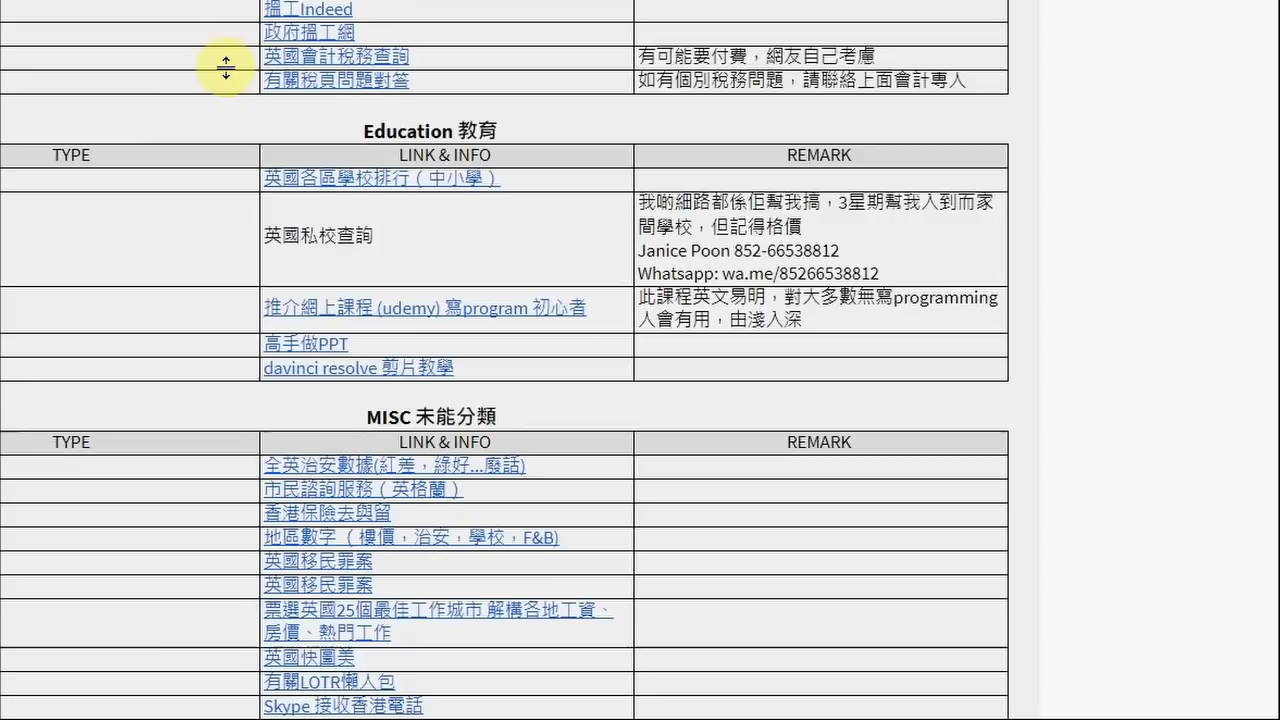 搵工Indeed
政府搵工網
英國會計稅務查詢
有可能要付費，網友自己考慮
有關稅頁問題對答
如有個別稅務問題，請聯絡上面會計專人
Education 教育
TYPE
LINK & INFO
REMARK
英國各區學校排行（中小學）
英國私校查詢
我啲細路都係佢幫我搞，3星期幫我入到而家
間學校，但記得格價
Janice Poon 852-66538812
Whatsapp: wa.me/85266538812
推介網上課程 (udemy) 寫program 初心者
此課程英文易明，對大多數無寫programming
人會有用，由淺入深
高手做PPT
davinci resolve 剪片教學
MISC 未能分類
TYPE
LINK & INFO
REMARK
全英治安數據(紅差，綠好...廢話)
市民諮詢服務（英格蘭）
香港保險去與留
地區數字 （樓價，治安，學校，F&B)
英國移民罪案
英國移民罪案
票選英國25個最佳工作城市 解構各地工資、
房價、熱門工作
英國快圖美
有關LOTR懶人包
Skype 接收香港電話